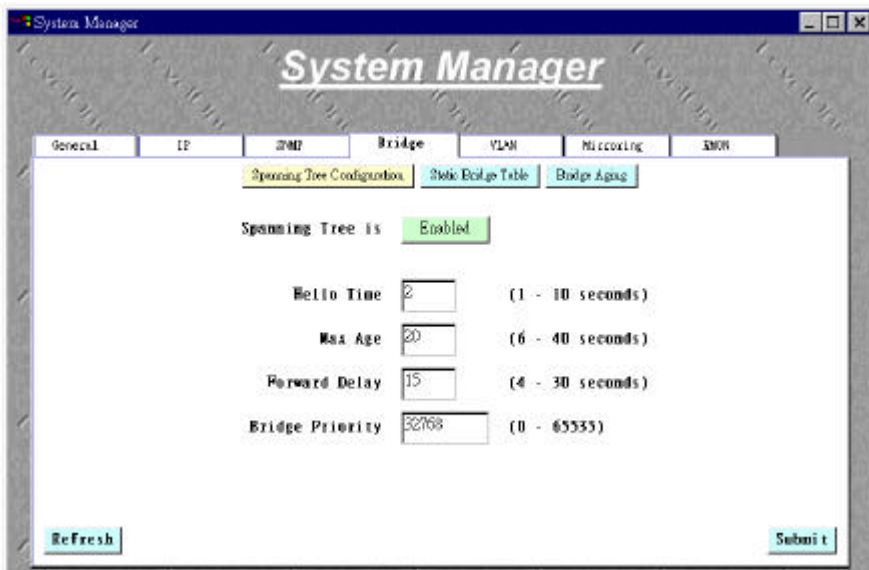 System Manager
System Manager
General IP SNMP Bridge VLAN Mirroring RMON
Spanning Tree Configuration Static Bridge Table Bridge Aging
Spanning Tree is Enabled
Hello Time 2 (1 - 10 seconds)
Max Age 20 (6 - 40 seconds)
Forward Delay 15 (4 - 30 seconds)
Bridge Priority 32768 (0 - 65535)
Refresh Submit